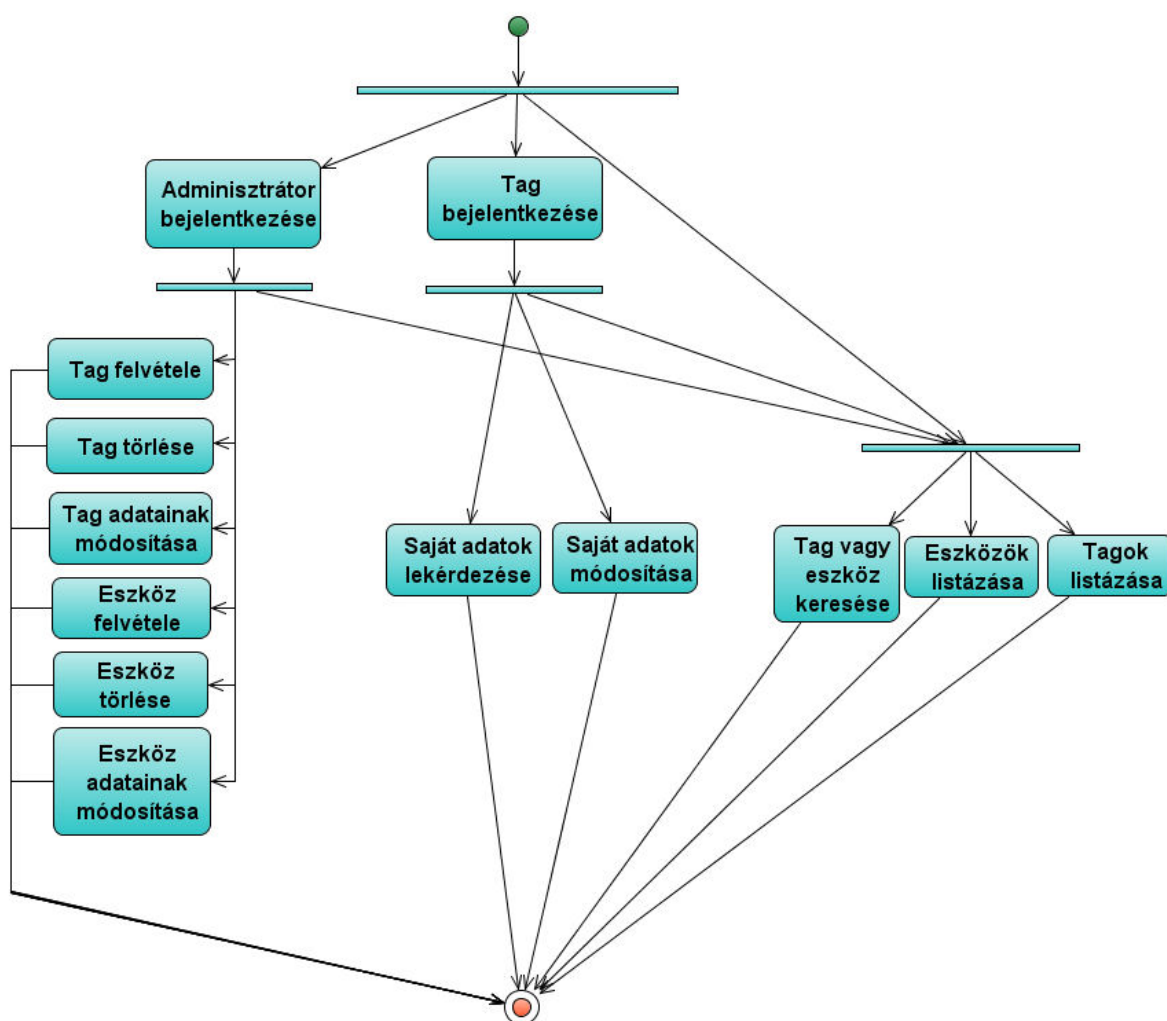 Adminisztrátor
bejelentkezése
Tag
bejelentkezése
Tag felvétele
Tag törlése
Tag adatainak
módosítása
Eszköz
felvétele
Eszköz
törlése
Eszköz
adatainak
módosítása
Saját adatok
lekérdezése
Saját adatok
módosítása
Tag vagy
eszköz
keresése
Eszközök
listázása
Tagok
listázása